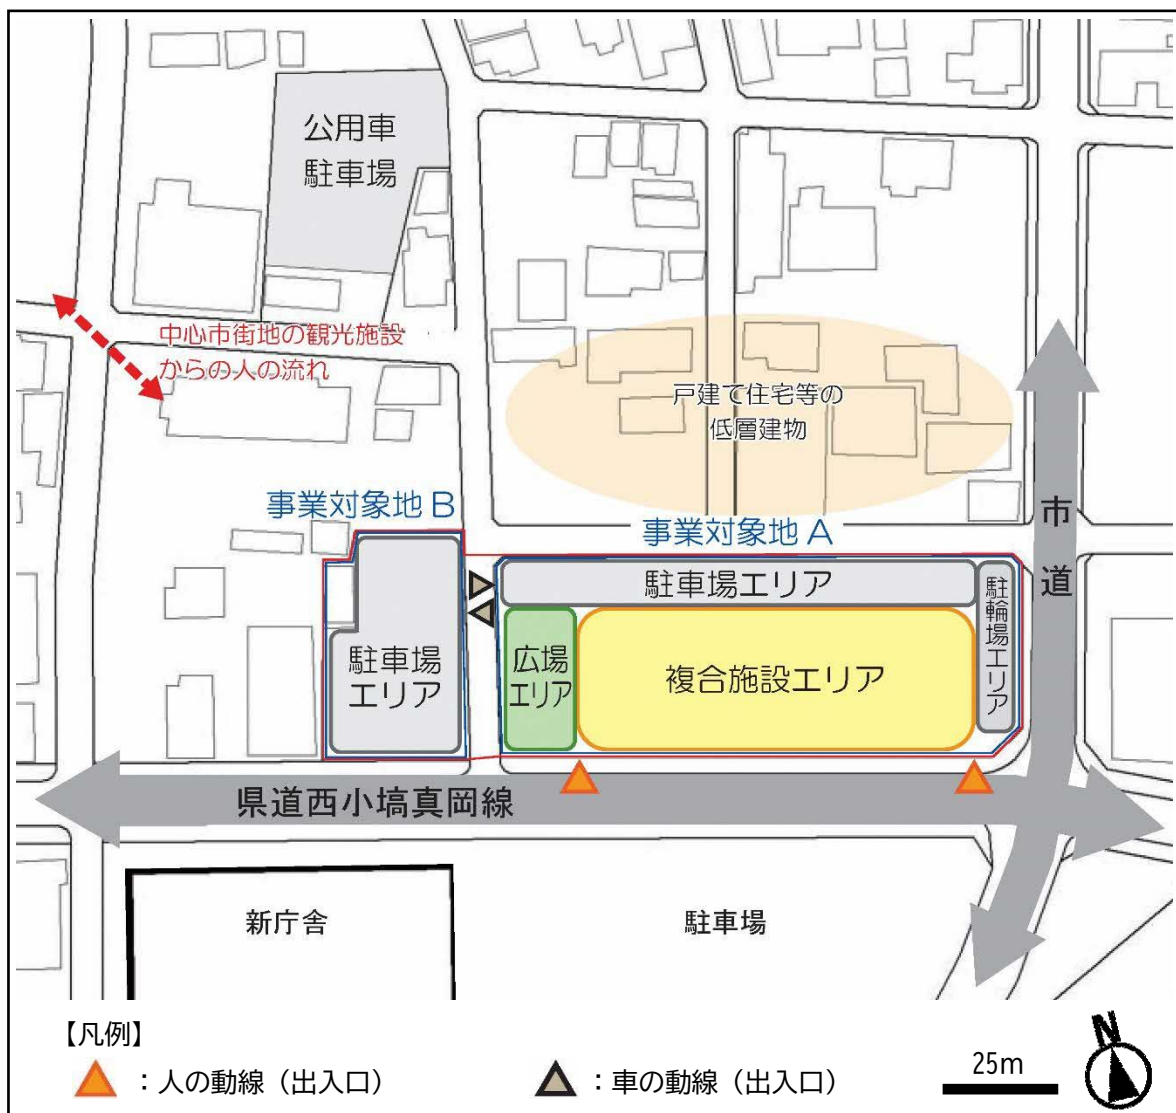 公用車
駐車場
中心市街地の観光施設
からの人の流れ
戸建て住宅等の
低層建物
事業対象地 B
事業対象地 A
市道
駐車場エリア
駐輪場エリア
駐車場
エリア
広場
エリア
複合施設エリア
県道西小塙真岡線
新庁舎
駐車場
【凡例】
：人の動線（出入口）
：車の動線（出入口）
25m
N